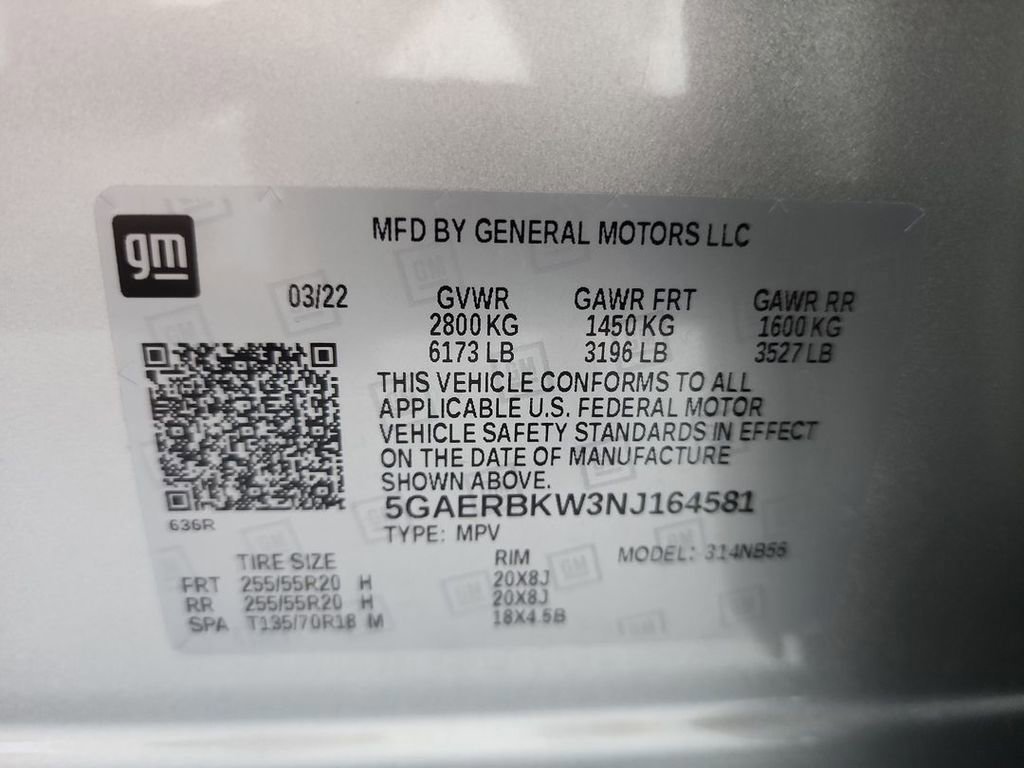 gm
MFD BY GENERAL MOTORS LLC
03/22 GVWR GAWR FRT GAWR RR
2800 KG 1450 KG 1600 KG
6173 LB 3196 LB 3527 LB
THIS VEHICLE CONFORMS TO ALL
APPLICABLE U.S. FEDERAL MOTOR
VEHICLE SAFETY STANDARDS IN EFFECT
ON THE DATE OF MANUFACTURE
SHOWN ABOVE.
5GAERBKW3NJ164581
636R
TYPE: MPV
TIRE SIZE RIM MODEL: 314NB56
FRT 255/55R20 H 20X8J
RR 255/55R20 H 20X8J
SPA T135/70R18 M 18X4.5B